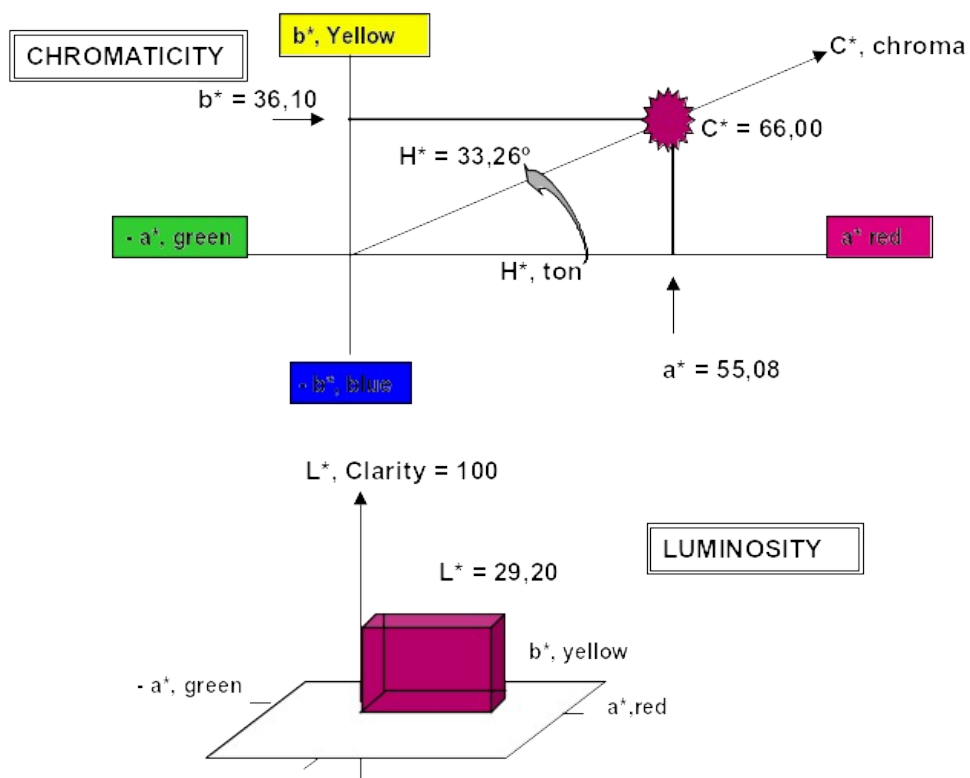 b*, Yellow
CHROMATICITY
C*, chroma
b* = 36,10
C* = 66,00
H* = 33,26º
- a*, green
a* red
H*, ton
- b*, blue
a* = 55,08
L*, Clarity = 100
LUMINOSITY
L* = 29,20
b*, yellow
- a*, green
a*,red